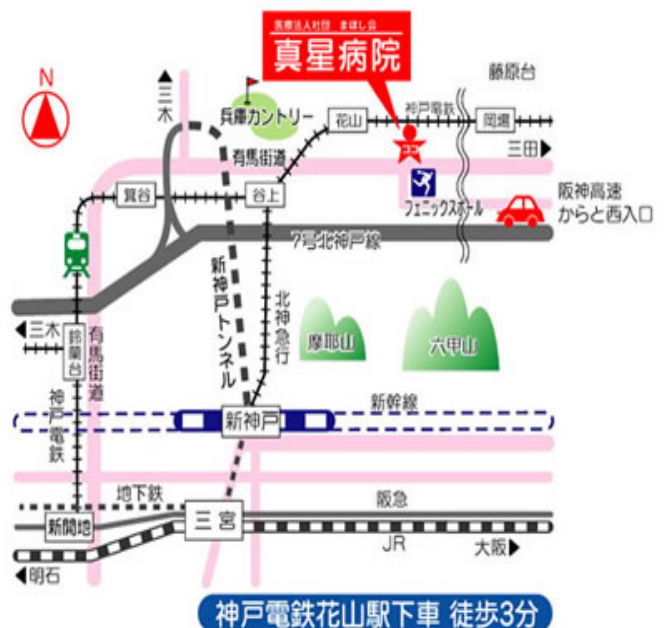 医療法人社団 まほし会
真星病院
藤原台
N
三木
兵庫カントリー
花山
神戸電鉄
岡場
有馬街道
三田
箕谷
谷上
フェニックスボール
阪神高速
からと西入口
7号北神戸線
新神戸トンネル
北神急行
摩耶山
六甲山
三木
鈴蘭台
有馬街道
神戸電鉄
新幹線
新神戸
地下鉄
阪急
新開地
三宮
JR
大阪
明石
神戸電鉄花山駅下車 徒歩3分